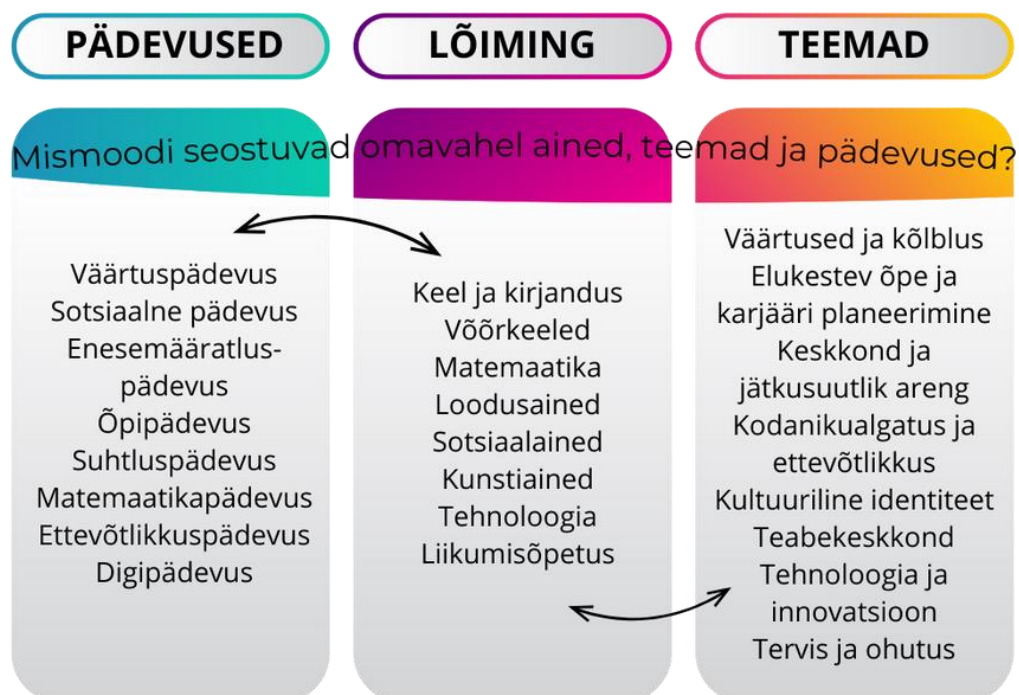 PÄDEVUSED
LÕIMING
TEEMAD
Mismoodi seostuvad omavahel ained, teemad ja pädevused?
Väärtuspädevus
Sotsiaalne pädevus
Enesemääratlus-
pädevus
Õpipädevus
Suhtluspädevus
Matemaatikapädevus
Ettevõtlikkuspädevus
Digipädevus
Keel ja kirjandus
Võõrkeeled
Matemaatika
Loodusained
Sotsiaalained
Kunstiained
Tehnoloogia
Liikumisõpetus
Väärtused ja kõlblus
Elukestev õpe ja
karjääri planeerimine
Keskkond ja
jätkusuutlik areng
Kodanikualgatus ja
ettevõtlikkus
Kultuuriline identiteet
Teabekeskkond
Tehnoloogia ja
innovatsioon
Tervis ja ohutus